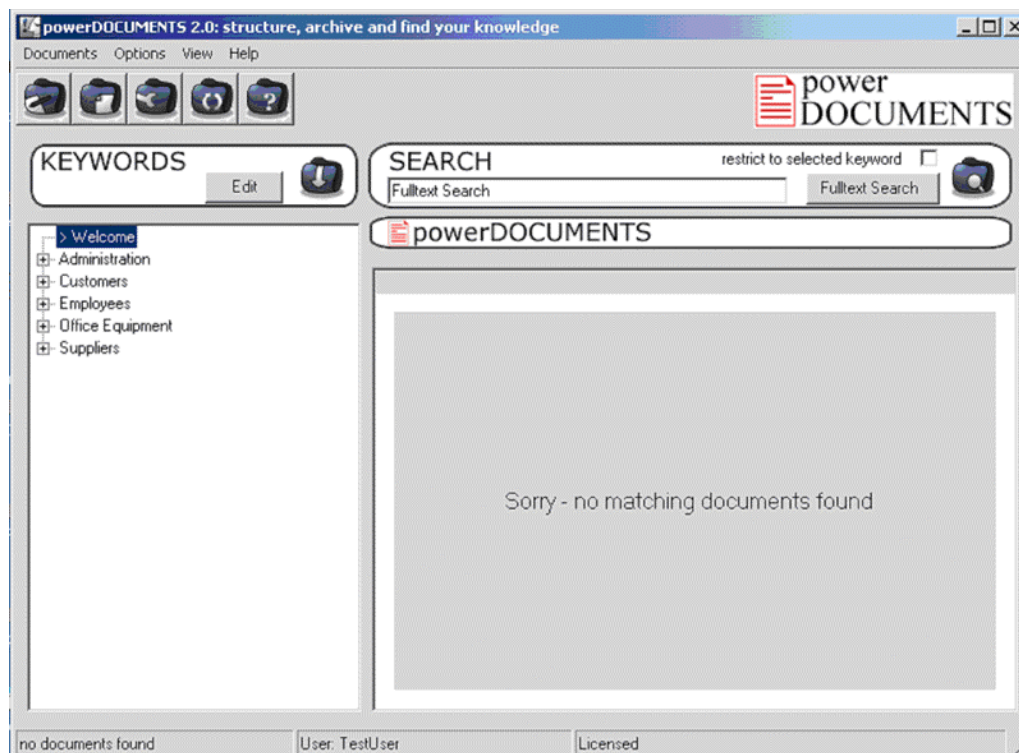 powerDOCUMENTS 2.0: structure, archive and find your knowledge
Documents Options View Help
power
DOCUMENTS
KEYWORDS
Edit
SEARCH
restrict to selected keyword
Fulltext Search
Fulltext Search
powerDOCUMENTS
> Welcome
Administration
Customers
Employees
Office Equipment
Suppliers
Sorry - no matching documents found
no documents found
User: TestUser
Licensed